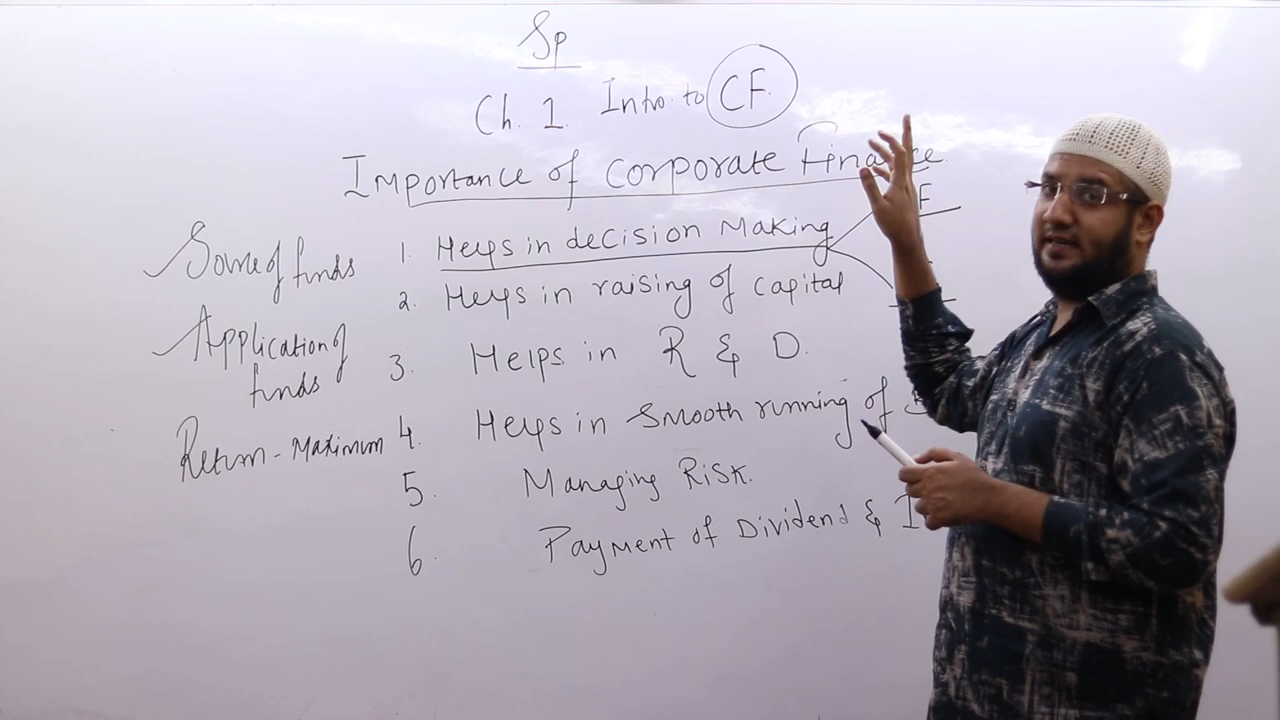 Sp
Ch. 1. Intro to CF.
Importance of Corporate Finance.
F
Source of funds
1. Helps in decision Making
2. Helps in raising of capital
Application of funds
3. Helps in R & D.
Return - Maximum
4. Helps in Smooth running of
5. Managing Risk.
6. Payment of Dividend & I